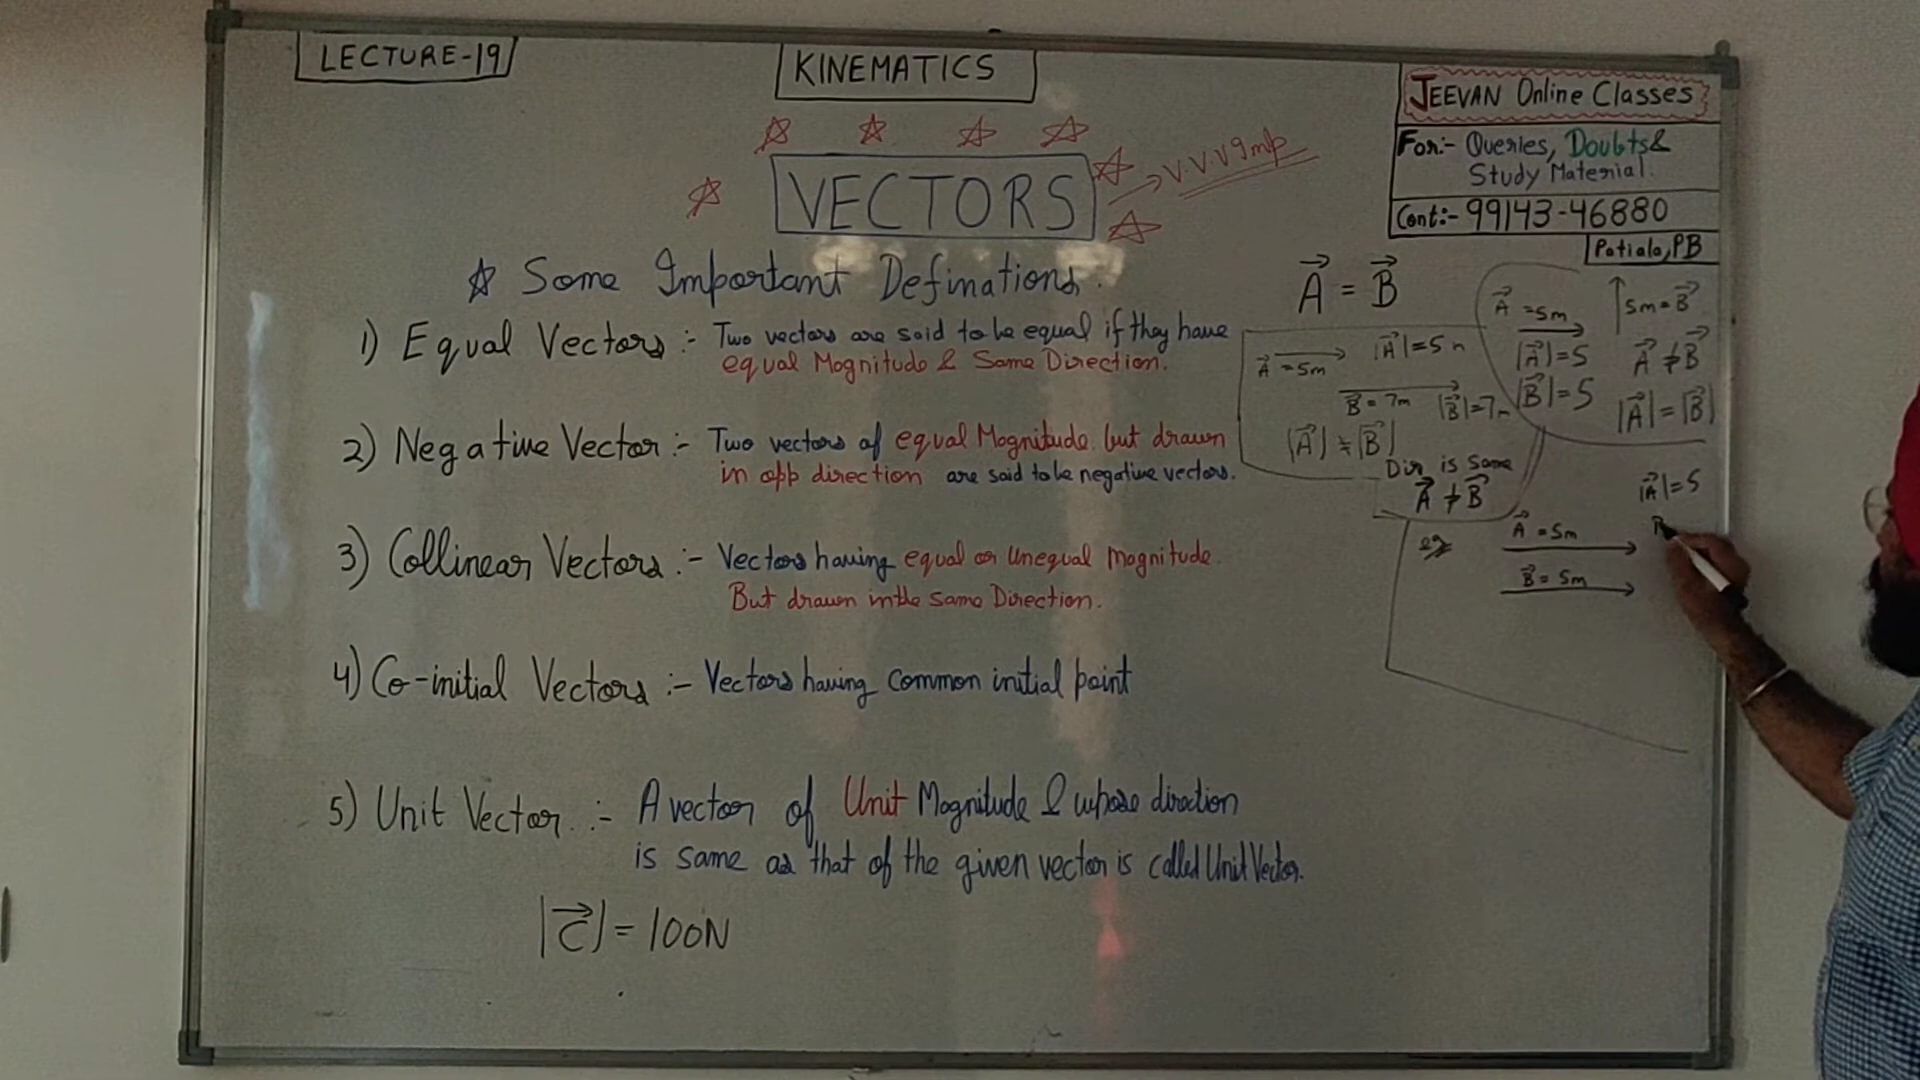 LECTURE-19
KINEMATICS
JEEVAN Online Classes
For:- Queries, Doubts &
Study Material.
Cont:- 99143-46880
Patiala, PB
VECTORS
→ V.V.V Imp
☆ Some Important Definations.
1) Equal Vectors :- Two vectors are said to be equal if they have
equal Magnitude & Same Direction.
2) Negative Vector :- Two vectors of equal Magnitude but drawn
in opp direction are said to be negative vectors.
3) Collinear Vectors :- Vectors having equal or Unequal Magnitude.
But drawn in the same Direction.
4) Co-initial Vectors :- Vectors having common initial point
5) Unit Vector :- A vector of Unit Magnitude & whose direction
is same as that of the given vector is called Unit Vector.
|C⃗| = 100N
A⃗ = B⃗
A⃗ = 5m
|A⃗| = 5m
B⃗ = 7m
|B⃗| = 7m
|A⃗| ≠ |B⃗|
Dir is Same
A⃗ ≠ B⃗
A⃗ = 5m
5m = B⃗
|A⃗| = 5
A⃗ ≠ B⃗
|B⃗| = 5
|A⃗| = |B⃗|
eg
A⃗ = 5m
B⃗ = 5m
|A⃗| = 5